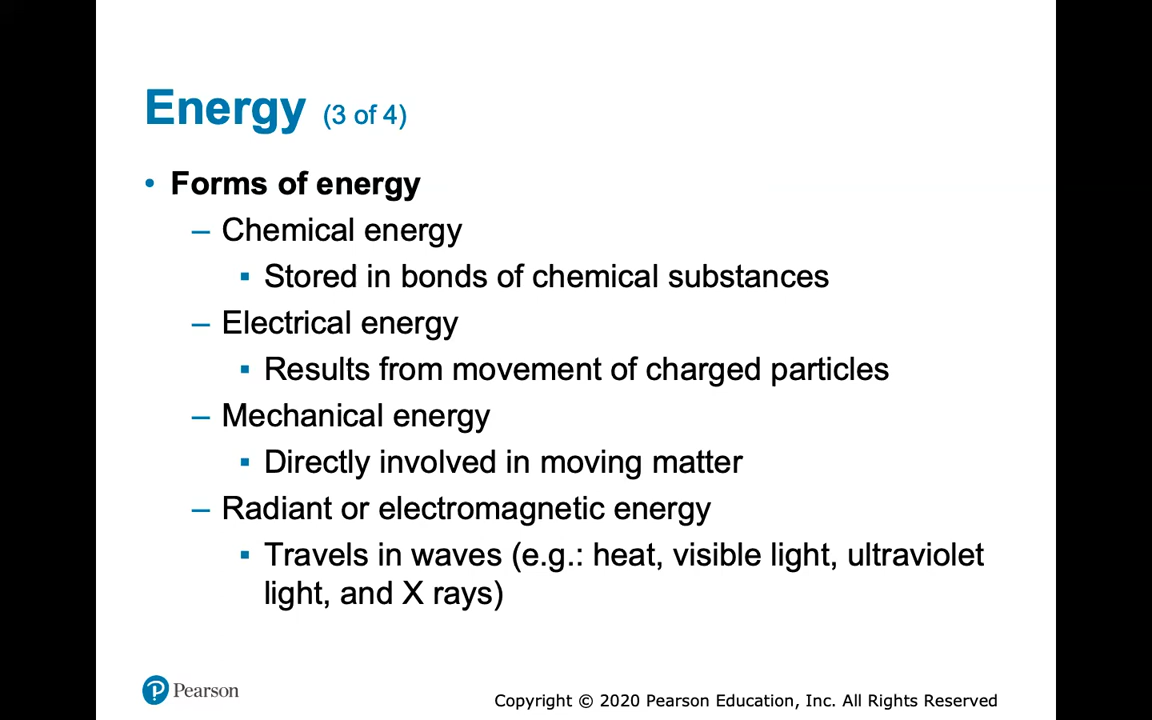 Energy (3 of 4)
• Forms of energy
– Chemical energy
▪ Stored in bonds of chemical substances
– Electrical energy
▪ Results from movement of charged particles
– Mechanical energy
▪ Directly involved in moving matter
– Radiant or electromagnetic energy
▪ Travels in waves (e.g.: heat, visible light, ultraviolet
light, and X rays)
P Pearson
Copyright © 2020 Pearson Education, Inc. All Rights Reserved